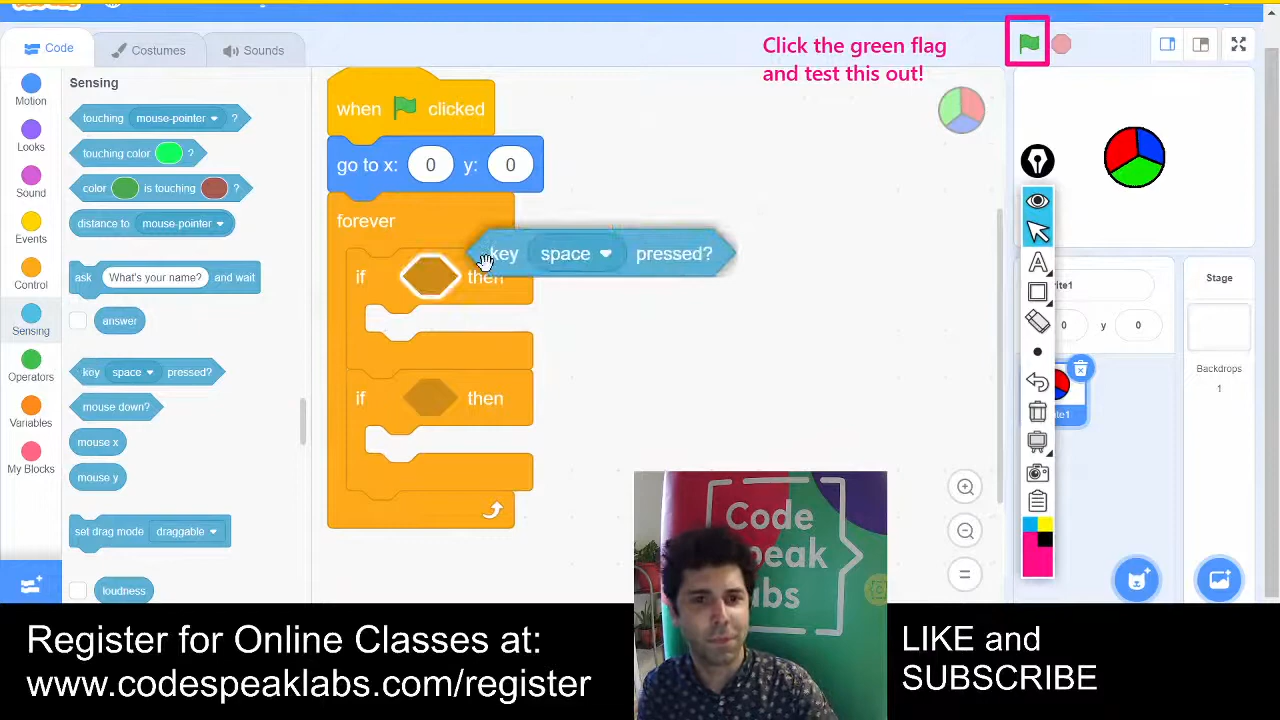 Code
Costumes
Sounds
Click the green flag
and test this out!
Motion
Looks
Sound
Events
Control
Sensing
Operators
Variables
My Blocks
Sensing
touching mouse-pointer ?
touching color ?
color is touching ?
distance to mouse-pointer
ask What's your name? and wait
answer
key space pressed?
mouse down?
mouse x
mouse y
set drag mode draggable
loudness
when clicked
go to x: 0 y: 0
forever
if then
key space pressed?
if then
A
rite1
0 y 0
Stage
Backdrops
1
Code
Speak
Labs
Register for Online Classes at:
www.codespeaklabs.com/register
LIKE and
SUBSCRIBE